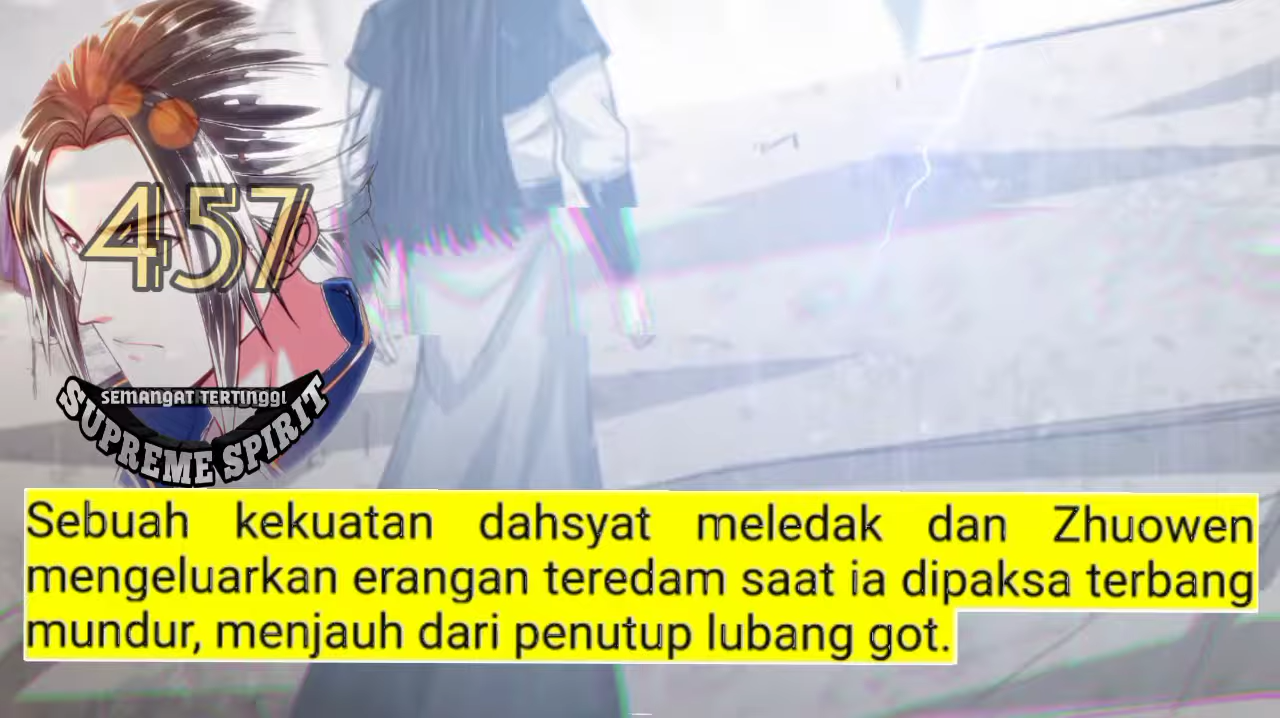 457
SEMANGAT TERTINGGI
SUPREME SPIRIT
Sebuah kekuatan dahsyat meledak dan Zhuowen
mengeluarkan erangan teredam saat ia dipaksa terbang
mundur, menjauh dari penutup lubang got.